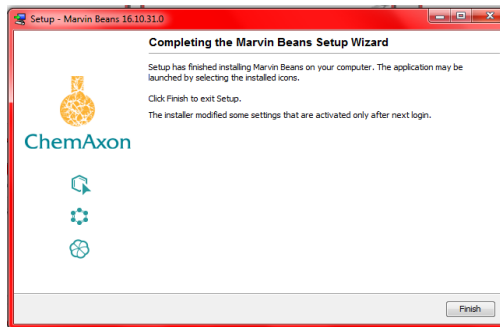 Setup - Marvin Beans 16.10.31.0
Completing the Marvin Beans Setup Wizard
Setup has finished installing Marvin Beans on your computer. The application may be
launched by selecting the installed icons.
Click Finish to exit Setup.
The installer modified some settings that are activated only after next login.
ChemAxon
Finish